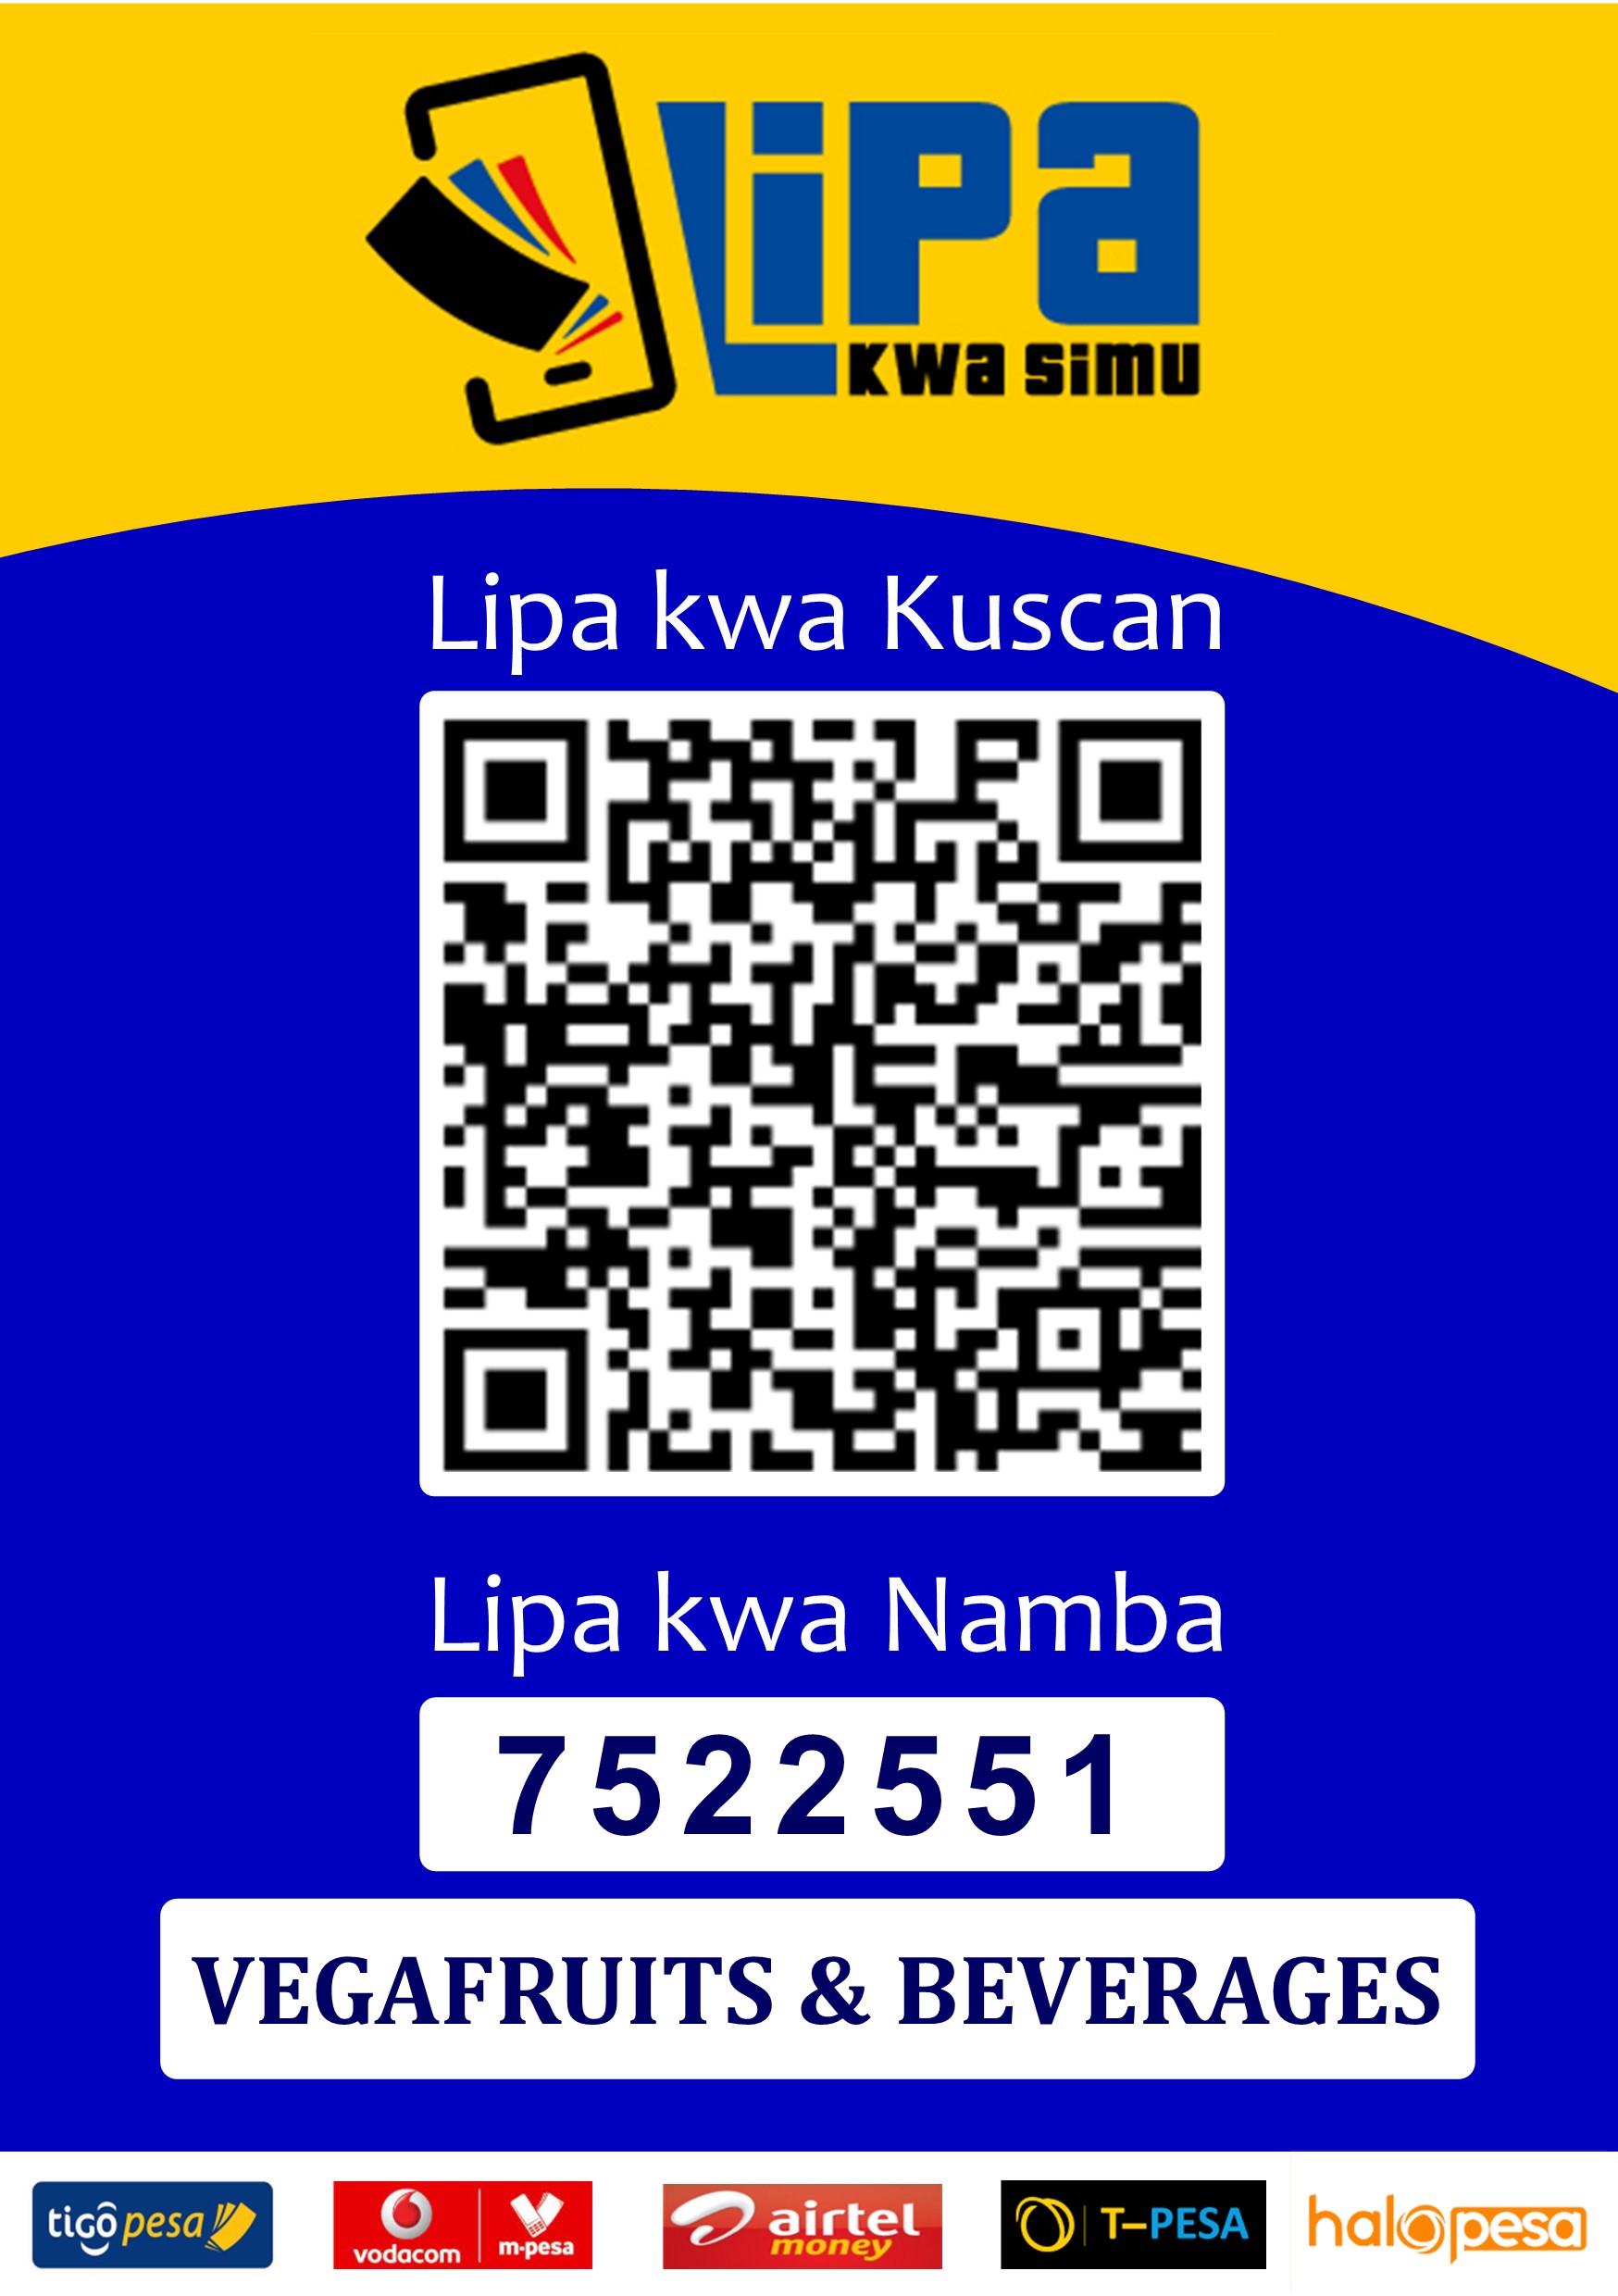 Lipa
kwa simu
Lipa kwa Kuscan
Lipa kwa Namba
7522551
VEGAFRUITS & BEVERAGES
tigo pesa
vodacom
m-pesa
airtel
money
T-PESA
halopesa